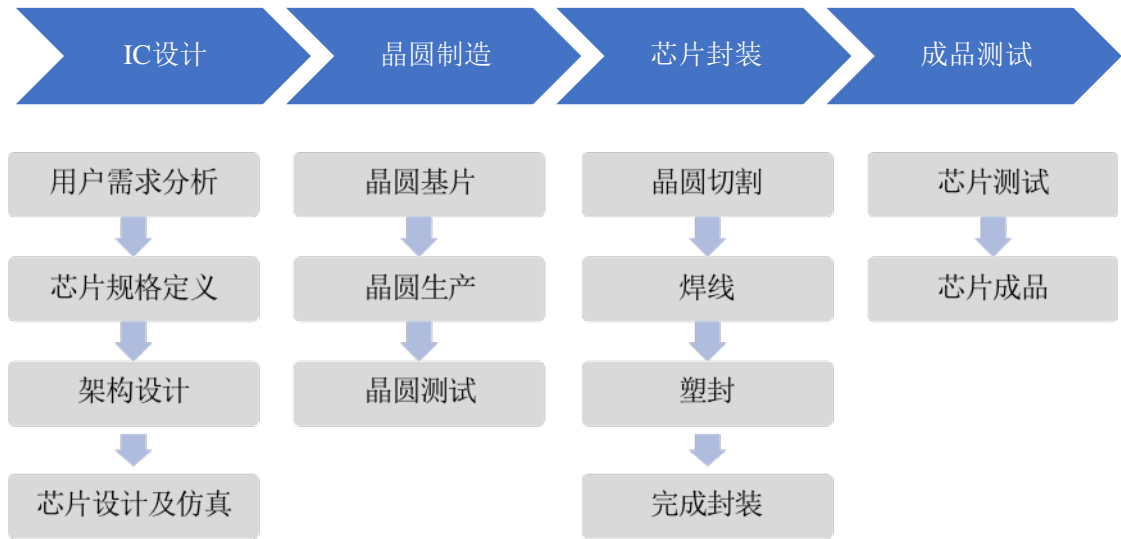 IC设计
晶圆制造
芯片封装
成品测试
用户需求分析
芯片规格定义
架构设计
芯片设计及仿真
晶圆基片
晶圆生产
晶圆测试
晶圆切割
焊线
塑封
完成封装
芯片测试
芯片成品